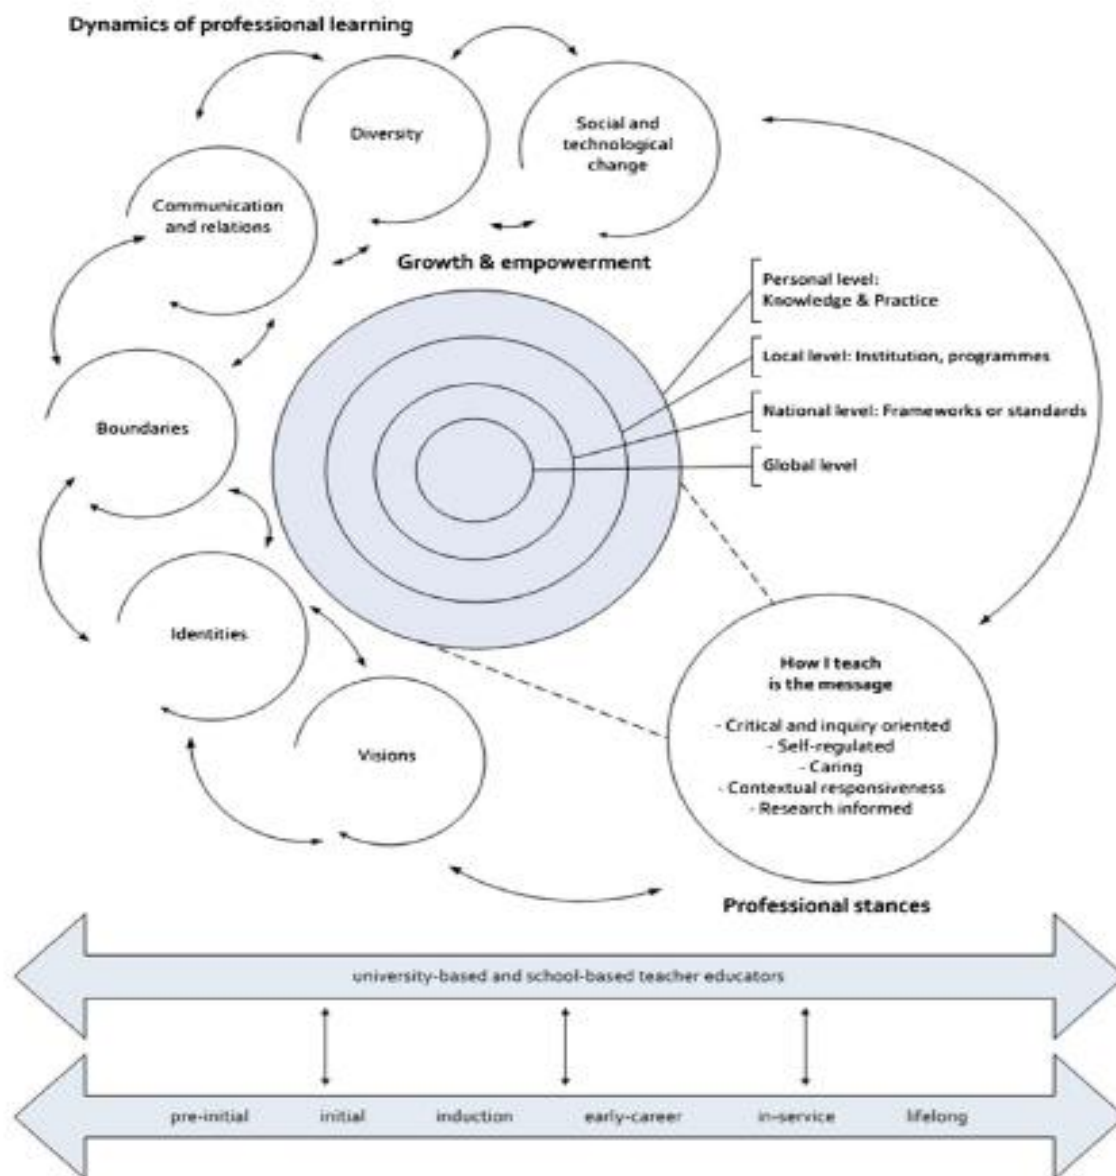 Dynamics of professional learning
Diversity
Social and
technological
change
Communication
and relations
Growth & empowerment
Personal level:
Knowledge & Practice
Local level: Institution, programmes
National level: Frameworks or standards
Global level
Boundaries
Identities
Visions
How I teach
is the message
- Critical and inquiry oriented
- Self-regulated
- Caring
- Contextual responsiveness
- Research informed
Professional stances
university-based and school-based teacher educators
pre-initial initial induction early-career in-service lifelong